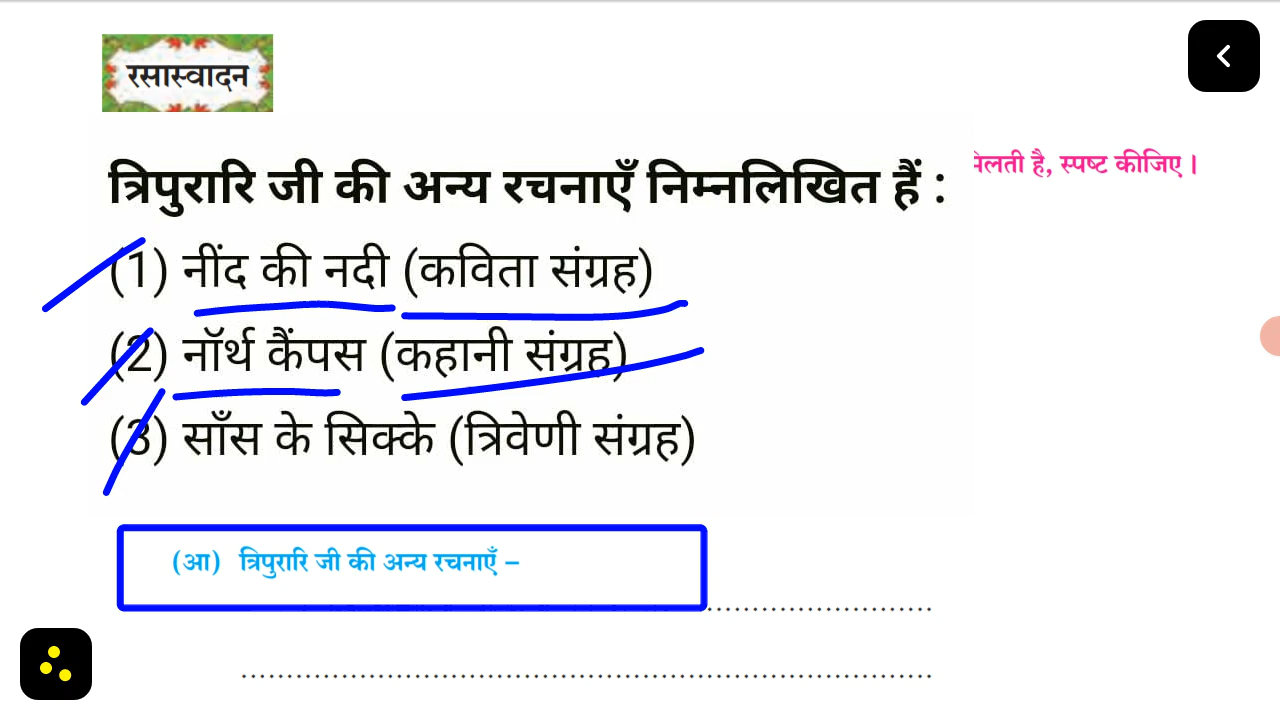 रसास्वादन
मिलती है, स्पष्ट कीजिए ।
त्रिपुरारि जी की अन्य रचनाएँ निम्नलिखित हैं :
(1) नींद की नदी (कविता संग्रह)
(2) नॉर्थ कैंपस (कहानी संग्रह)
(3) साँस के सिक्के (त्रिवेणी संग्रह)
(आ) त्रिपुरारि जी की अन्य रचनाएँ –